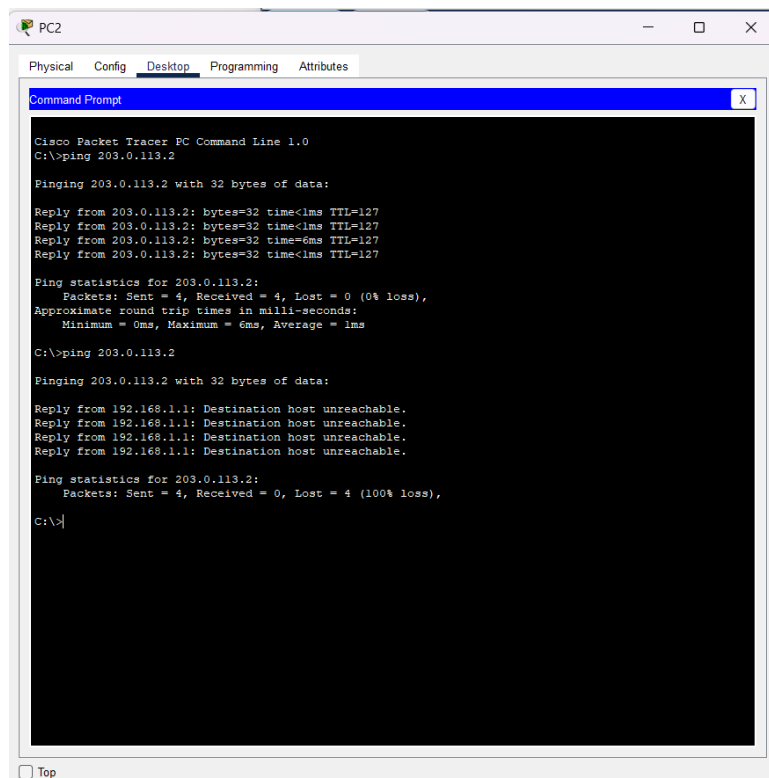 PC2
Physical Config Desktop Programming Attributes
Command Prompt
X
Cisco Packet Tracer PC Command Line 1.0
C:\>ping 203.0.113.2
Pinging 203.0.113.2 with 32 bytes of data:
Reply from 203.0.113.2: bytes=32 time<1ms TTL=127
Reply from 203.0.113.2: bytes=32 time<1ms TTL=127
Reply from 203.0.113.2: bytes=32 time=6ms TTL=127
Reply from 203.0.113.2: bytes=32 time<1ms TTL=127
Ping statistics for 203.0.113.2:
Packets: Sent = 4, Received = 4, Lost = 0 (0% loss),
Approximate round trip times in milli-seconds:
Minimum = 0ms, Maximum = 6ms, Average = 1ms
C:\>ping 203.0.113.2
Pinging 203.0.113.2 with 32 bytes of data:
Reply from 192.168.1.1: Destination host unreachable.
Reply from 192.168.1.1: Destination host unreachable.
Reply from 192.168.1.1: Destination host unreachable.
Reply from 192.168.1.1: Destination host unreachable.
Ping statistics for 203.0.113.2:
Packets: Sent = 4, Received = 0, Lost = 4 (100% loss),
C:\>
Top